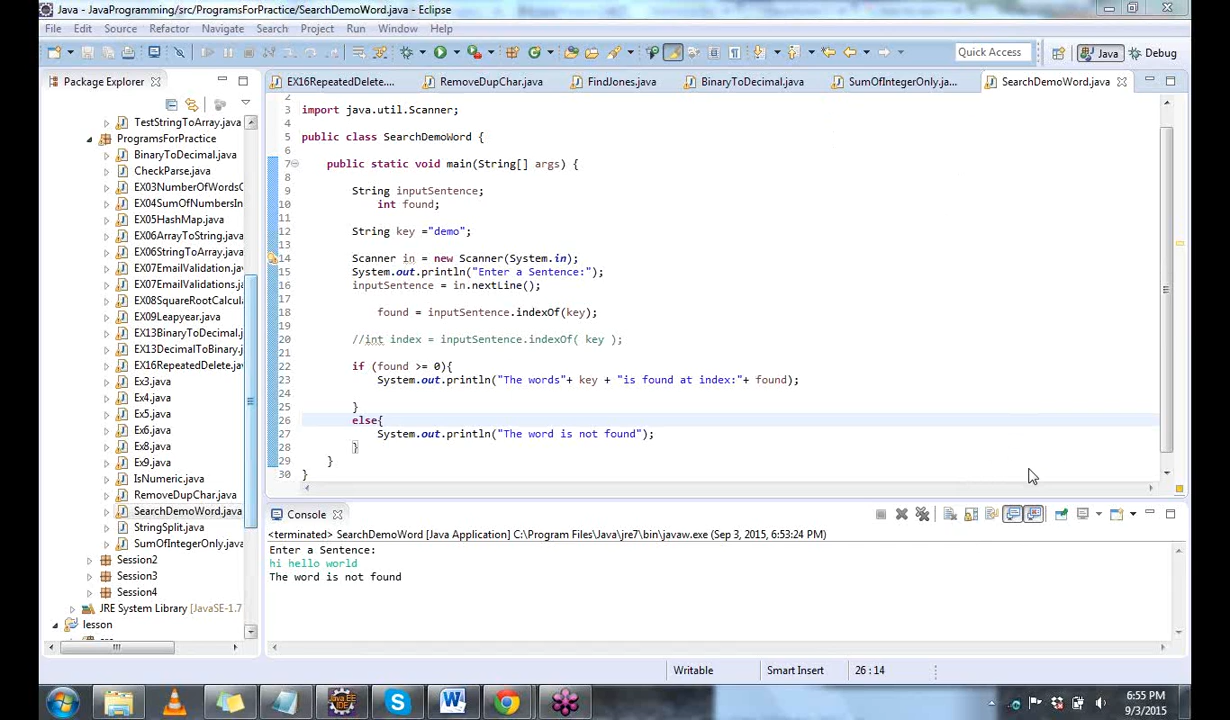 Java - JavaProgramming/src/ProgramsForPractice/SearchDemoWord.java - Eclipse
File Edit Source Refactor Navigate Search Project Run Window Help
Quick Access Java Debug
Package Explorer
EX16RepeatedDelete.... RemoveDupChar.java FindJones.java BinaryToDecimal.java SumOfIntegerOnly.ja... SearchDemoWord.java
TestStringToArray.java
ProgramsForPractice
BinaryToDecimal.java
CheckParse.java
EX03NumberOfWordsC
EX04SumOfNumbersIn
EX05HashMap.java
EX06ArrayToString.java
EX06StringToArray.java
EX07EmailValidation.jav
EX07EmailValidations.ja
EX08SquareRootCalcula
EX09Leapyear.java
EX13BinaryToDecimal.j
EX13DecimalToBinary.j
EX16RepeatedDelete.jav
Ex3.java
Ex4.java
Ex5.java
Ex6.java
Ex8.java
Ex9.java
IsNumeric.java
RemoveDupChar.java
SearchDemoWord.java
StringSplit.java
SumOfIntegerOnly.java
Session2
Session3
Session4
JRE System Library [JavaSE-1.7
lesson
2
3 import java.util.Scanner;
4
5 public class SearchDemoWord {
6
7 public static void main(String[] args) {
8
9 String inputSentence;
10 int found;
11
12 String key ="demo";
13
14 Scanner in = new Scanner(System.in);
15 System.out.println("Enter a Sentence:");
16 inputSentence = in.nextLine();
17
18 found = inputSentence.indexOf(key);
19
20 //int index = inputSentence.indexOf( key );
21
22 if (found >= 0){
23 System.out.println("The words"+ key + "is found at index:"+ found);
24
25 }
26 else{
27 System.out.println("The word is not found");
28 }
29 }
30 }
Console
<terminated> SearchDemoWord [Java Application] C:\Program Files\Java\jre7\bin\javaw.exe (Sep 3, 2015, 6:53:24 PM)
Enter a Sentence:
hi hello world
The word is not found
Writable Smart Insert 26 : 14
6:55 PM
9/3/2015